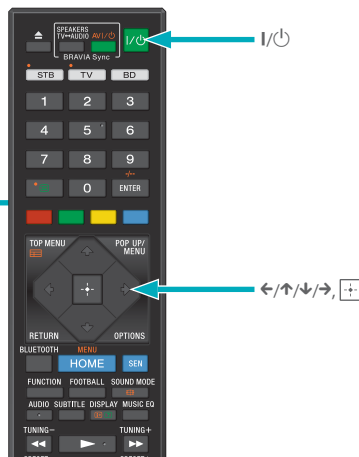 SPEAKERS
TV↔AUDIO AV I/⏻
I/⏻
I/⏻
BRAVIA Sync
STB TV BD
1 2 3
4 5 6
7 8 9
-/--
0 ENTER
TOP MENU POP UP/
MENU
←/↑/↓/→,
RETURN OPTIONS
BLUETOOTH MENU
HOME SEN
FUNCTION FOOTBALL SOUND MODE
AUDIO SUBTITLE DISPLAY MUSIC EQ
TUNING– TUNING+